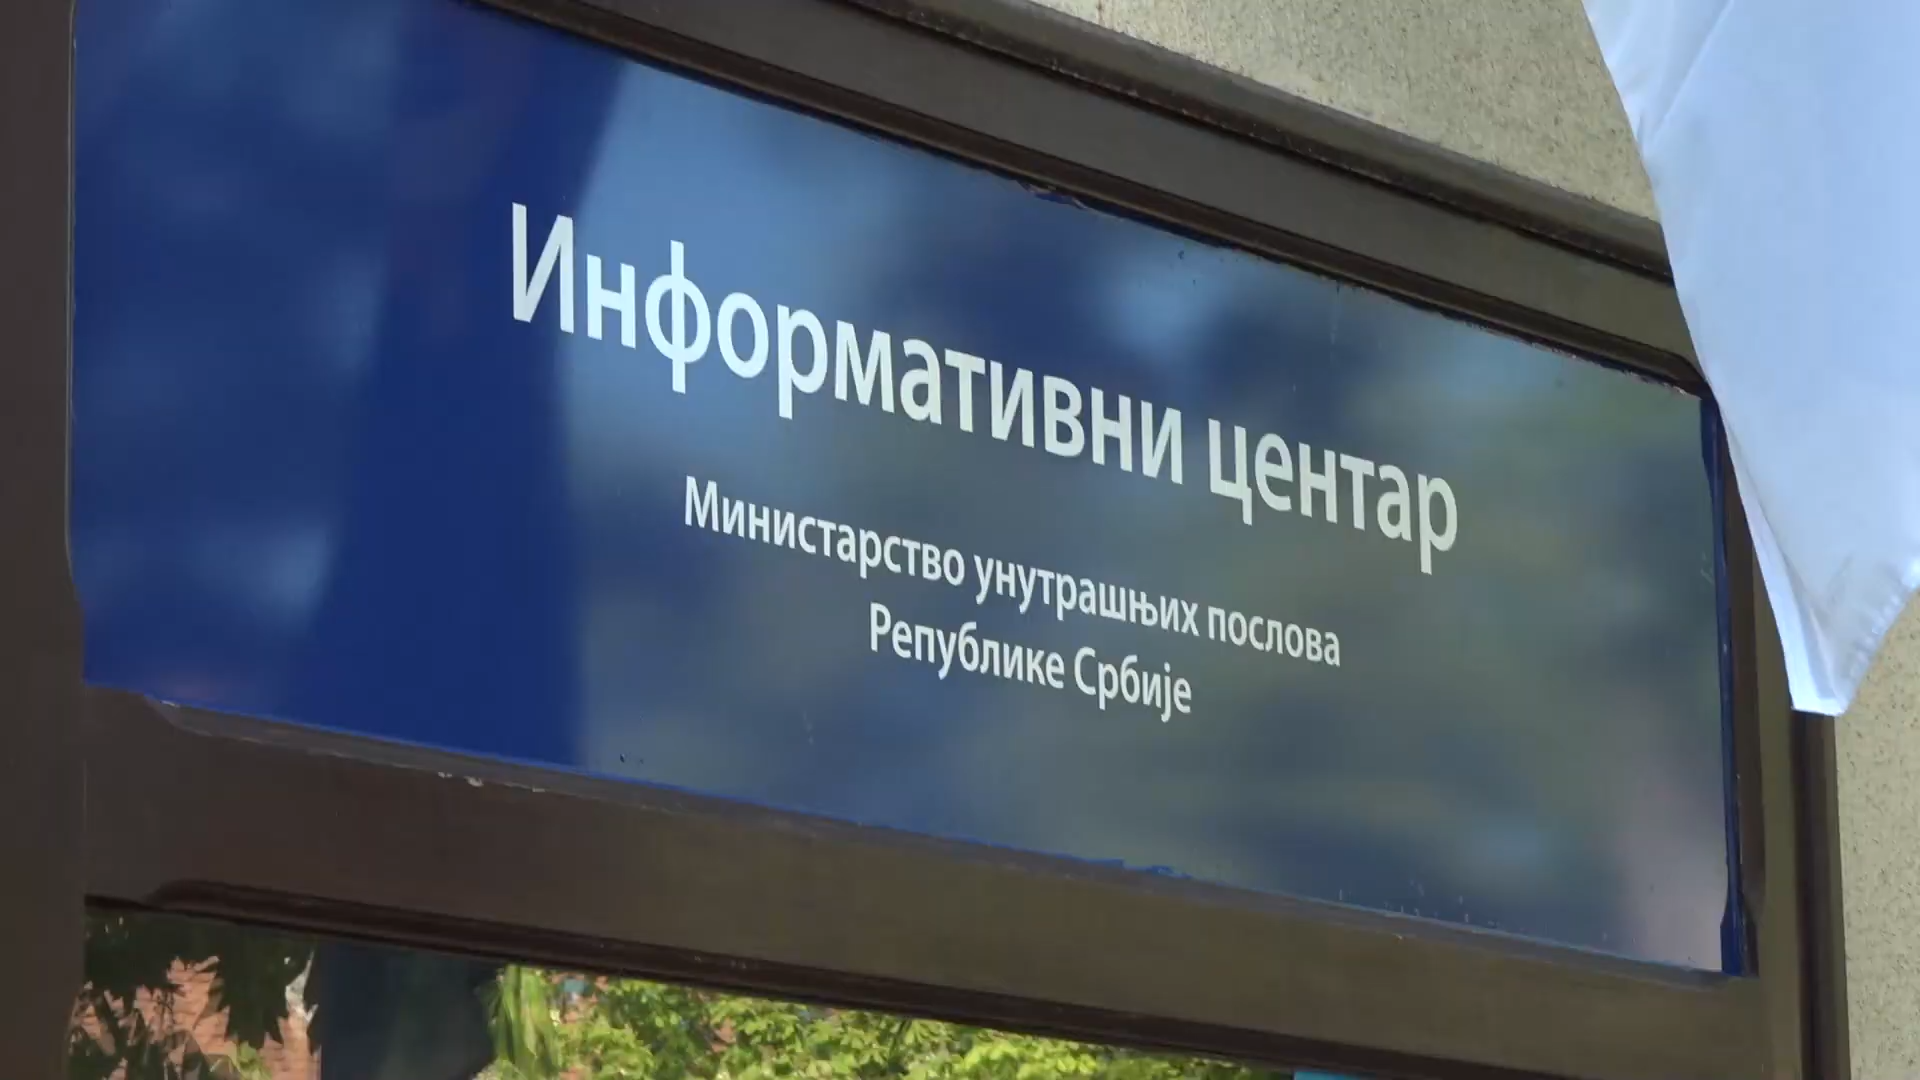 Информативни центар
Министарство унутрашњих послова
Републике Србије